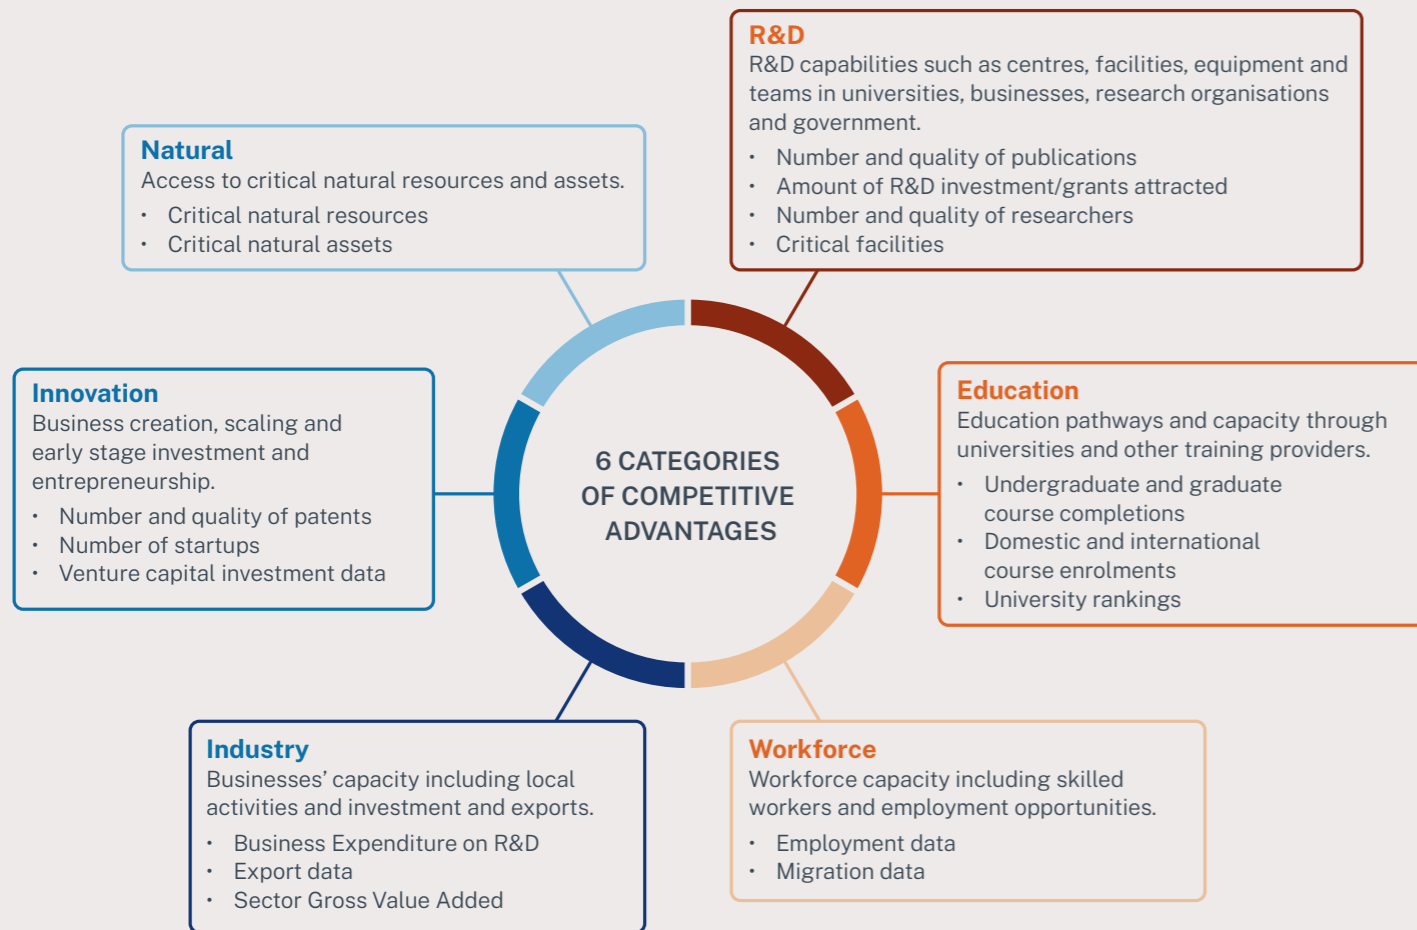 R&D
R&D capabilities such as centres, facilities, equipment and
teams in universities, businesses, research organisations
and government.
• Number and quality of publications
• Amount of R&D investment/grants attracted
• Number and quality of researchers
• Critical facilities
Natural
Access to critical natural resources and assets.
• Critical natural resources
• Critical natural assets
Innovation
Business creation, scaling and
early stage investment and
entrepreneurship.
• Number and quality of patents
• Number of startups
• Venture capital investment data
6 CATEGORIES
OF COMPETITIVE
ADVANTAGES
Education
Education pathways and capacity through
universities and other training providers.
• Undergraduate and graduate
course completions
• Domestic and international
course enrolments
• University rankings
Industry
Businesses’ capacity including local
activities and investment and exports.
• Business Expenditure on R&D
• Export data
• Sector Gross Value Added
Workforce
Workforce capacity including skilled
workers and employment opportunities.
• Employment data
• Migration data